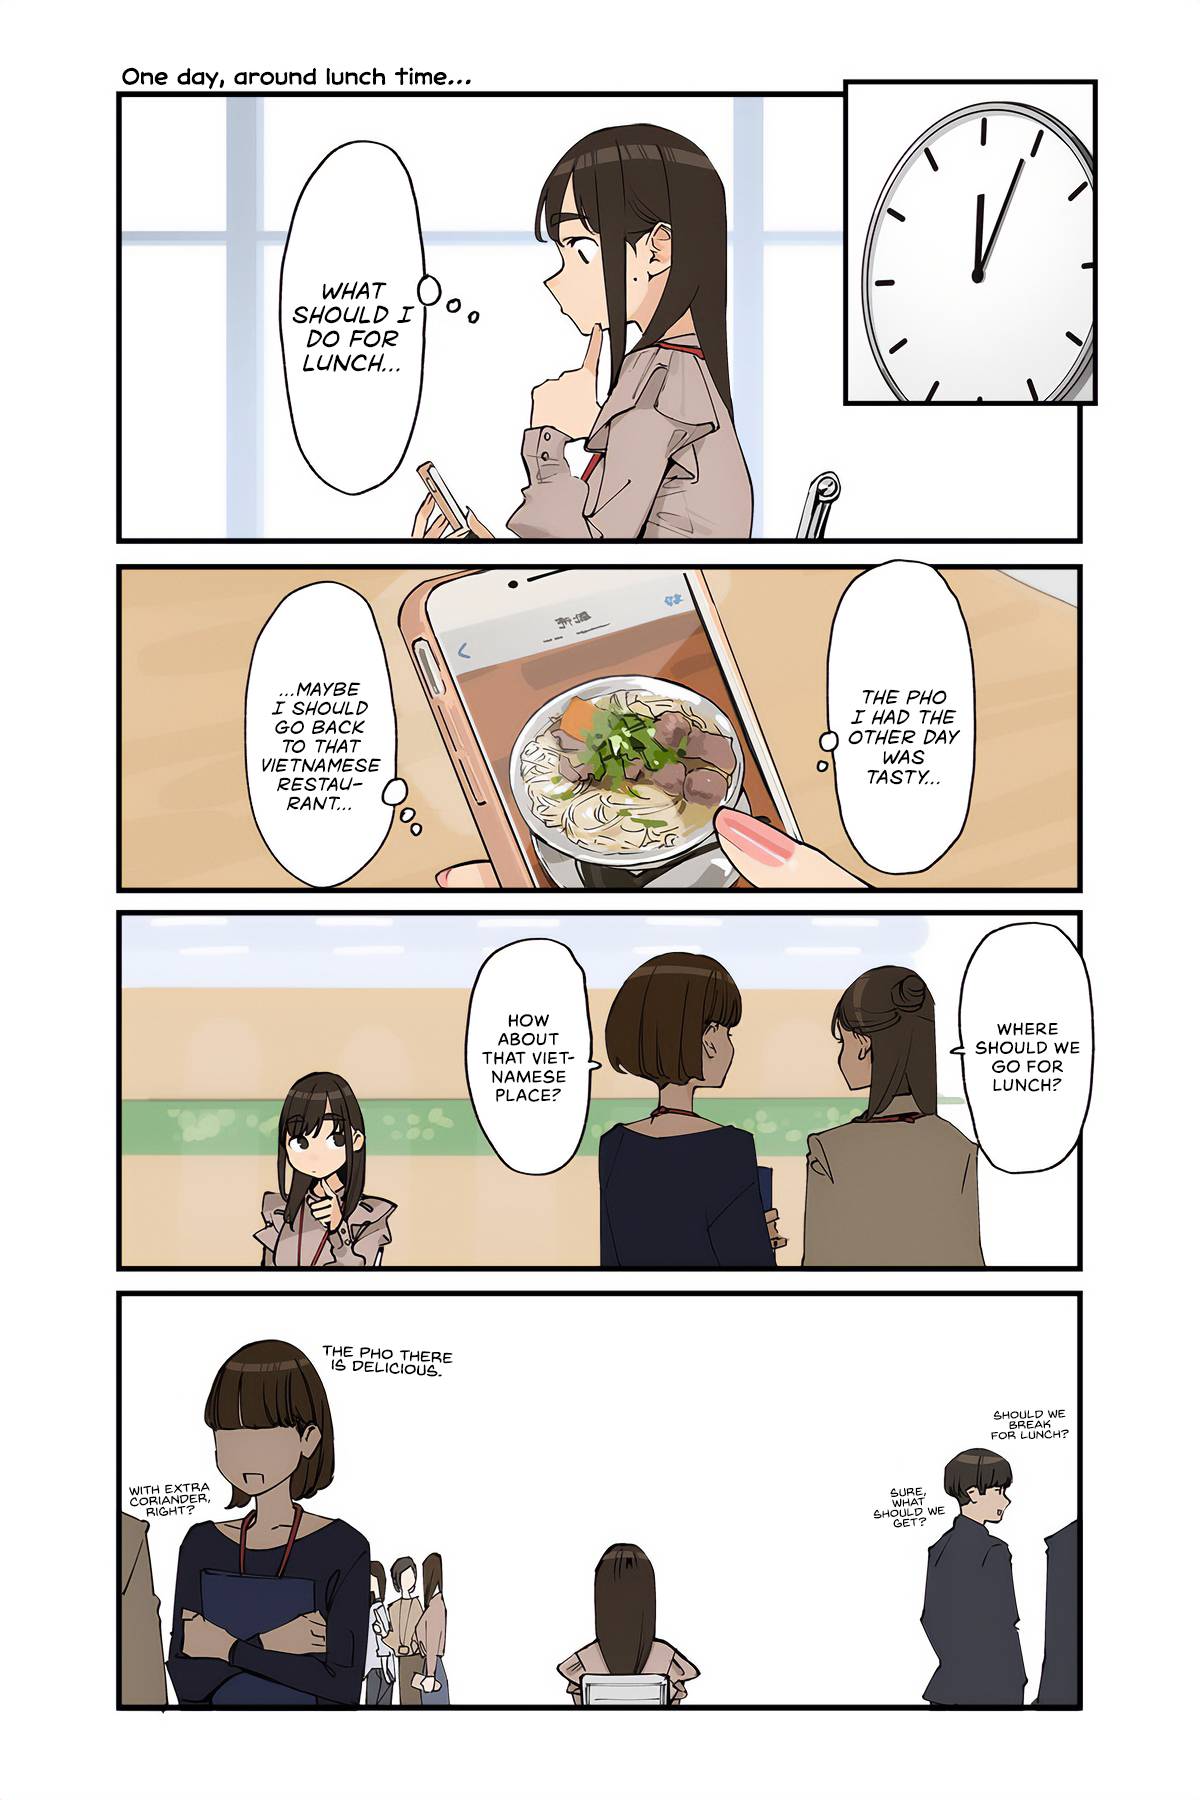 One day, around lunch time...
WHAT
SHOULD I
DO FOR
LUNCH...
THE PHO
I HAD THE
OTHER DAY
WAS
TASTY...
...MAYBE
I SHOULD
GO BACK
TO THAT
VIETNAMESE
RESTAU-
RANT...
WHERE
SHOULD WE
GO FOR
LUNCH?
HOW
ABOUT
THAT VIET-
NAMESE
PLACE?
THE PHO THERE
IS DELICIOUS.
WITH EXTRA
CORIANDER,
RIGHT?
SHOULD WE
BREAK
FOR LUNCH?
SURE,
WHAT
SHOULD WE
GET?